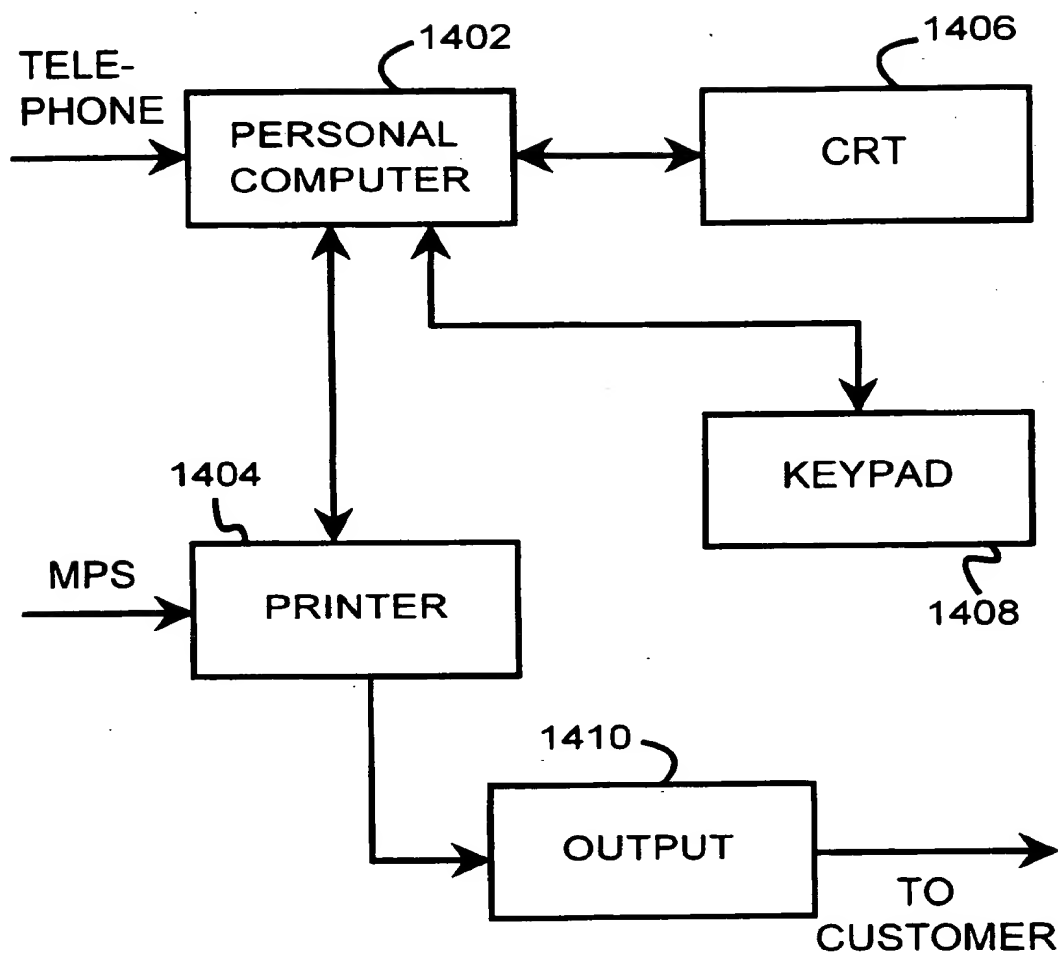 1402
1406
TELE-
PHONE
PERSONAL
COMPUTER
CRT
1404
KEYPAD
MPS
PRINTER
1408
1410
OUTPUT
TO
CUSTOMER